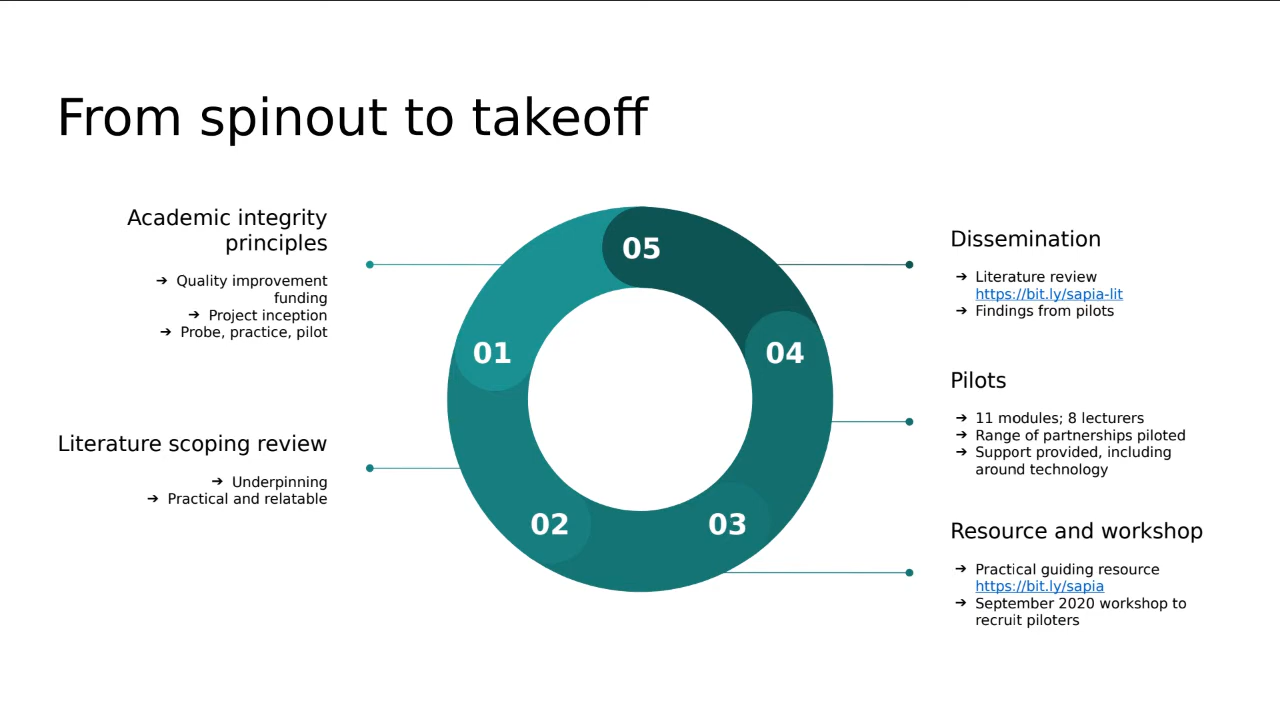 From spinout to takeoff
Academic integrity
principles
➔ Quality improvement
funding
➔ Project inception
➔ Probe, practice, pilot
Literature scoping review
➔ Underpinning
➔ Practical and relatable
01
02
03
04
05
Dissemination
➔ Literature review
https://bit.ly/sapia-lit
➔ Findings from pilots
Pilots
➔ 11 modules; 8 lecturers
➔ Range of partnerships piloted
➔ Support provided, including
around technology
Resource and workshop
➔ Practical guiding resource
https://bit.ly/sapia
➔ September 2020 workshop to
recruit piloters